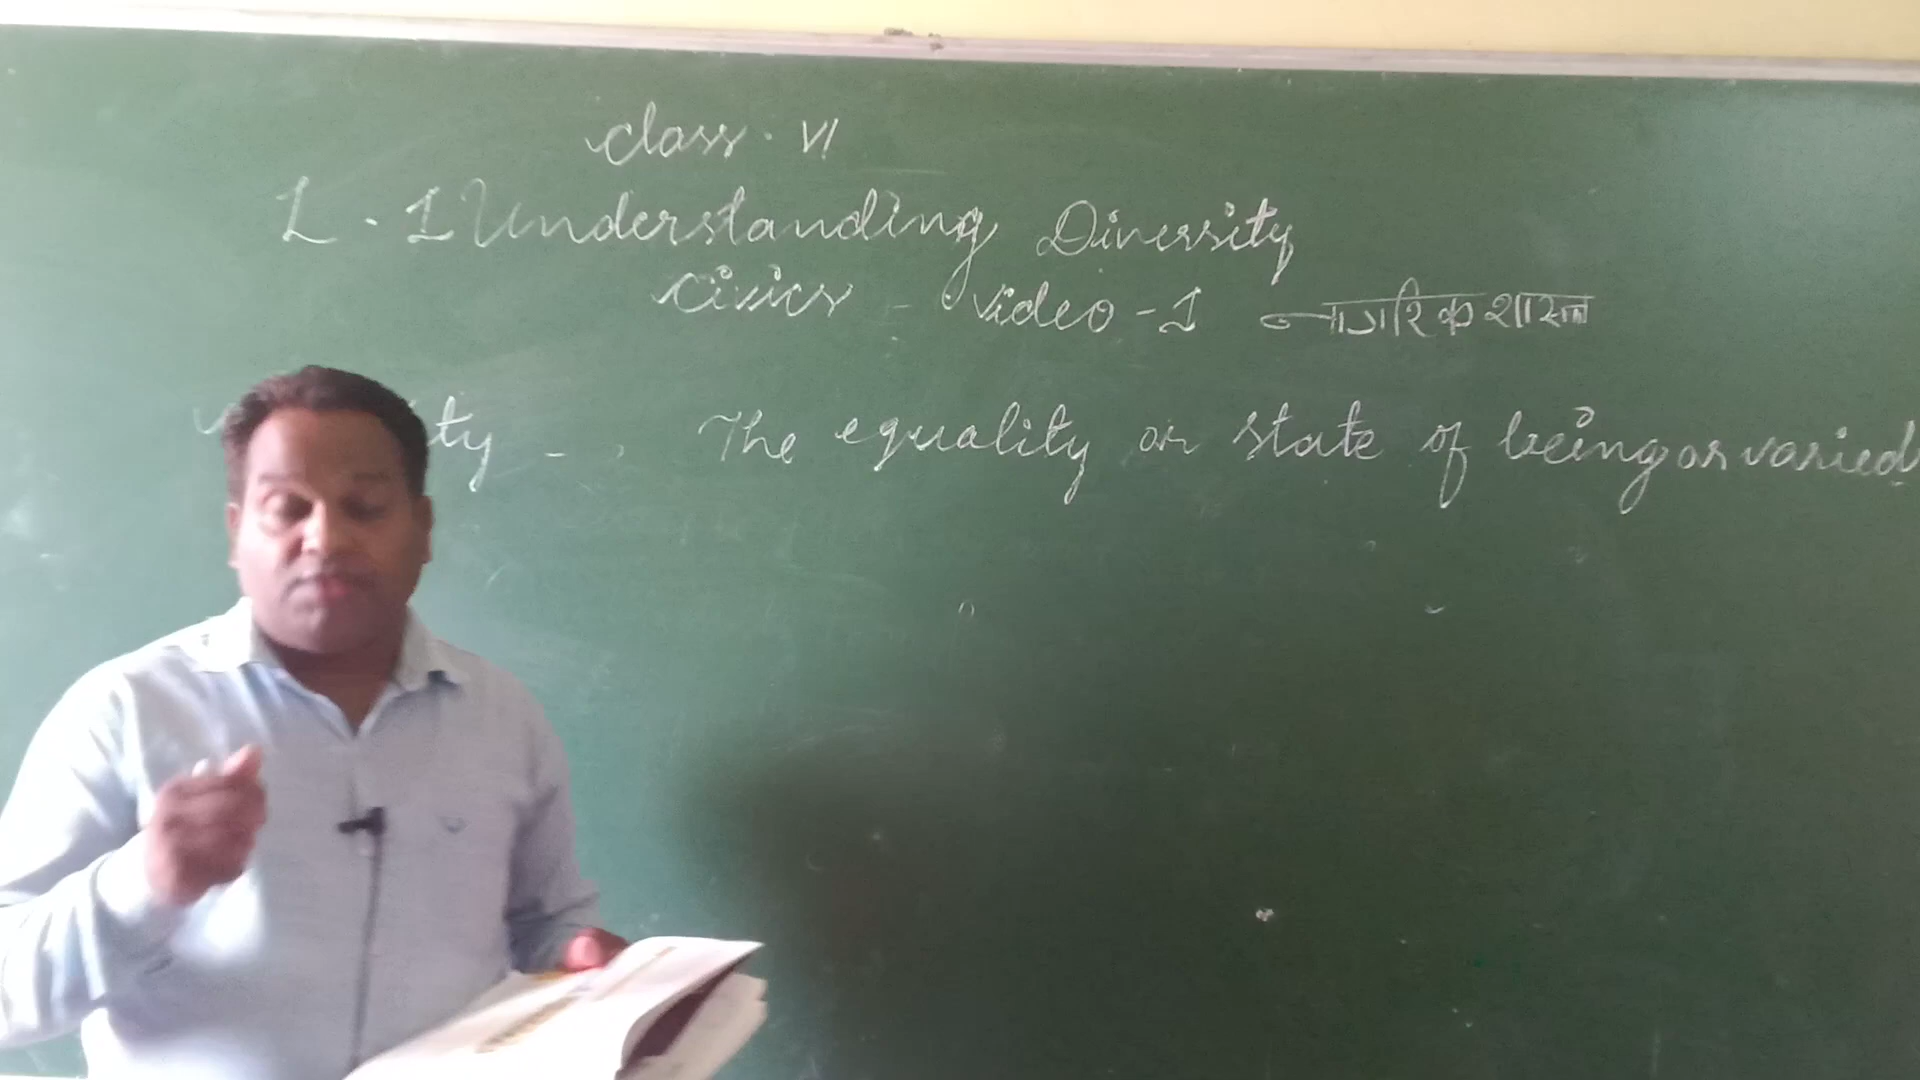 class. VI
L. 1 Understanding Diversity
Civics - Video -1 नागरिक शास्त्र
ty - . The equality or state of being or varied